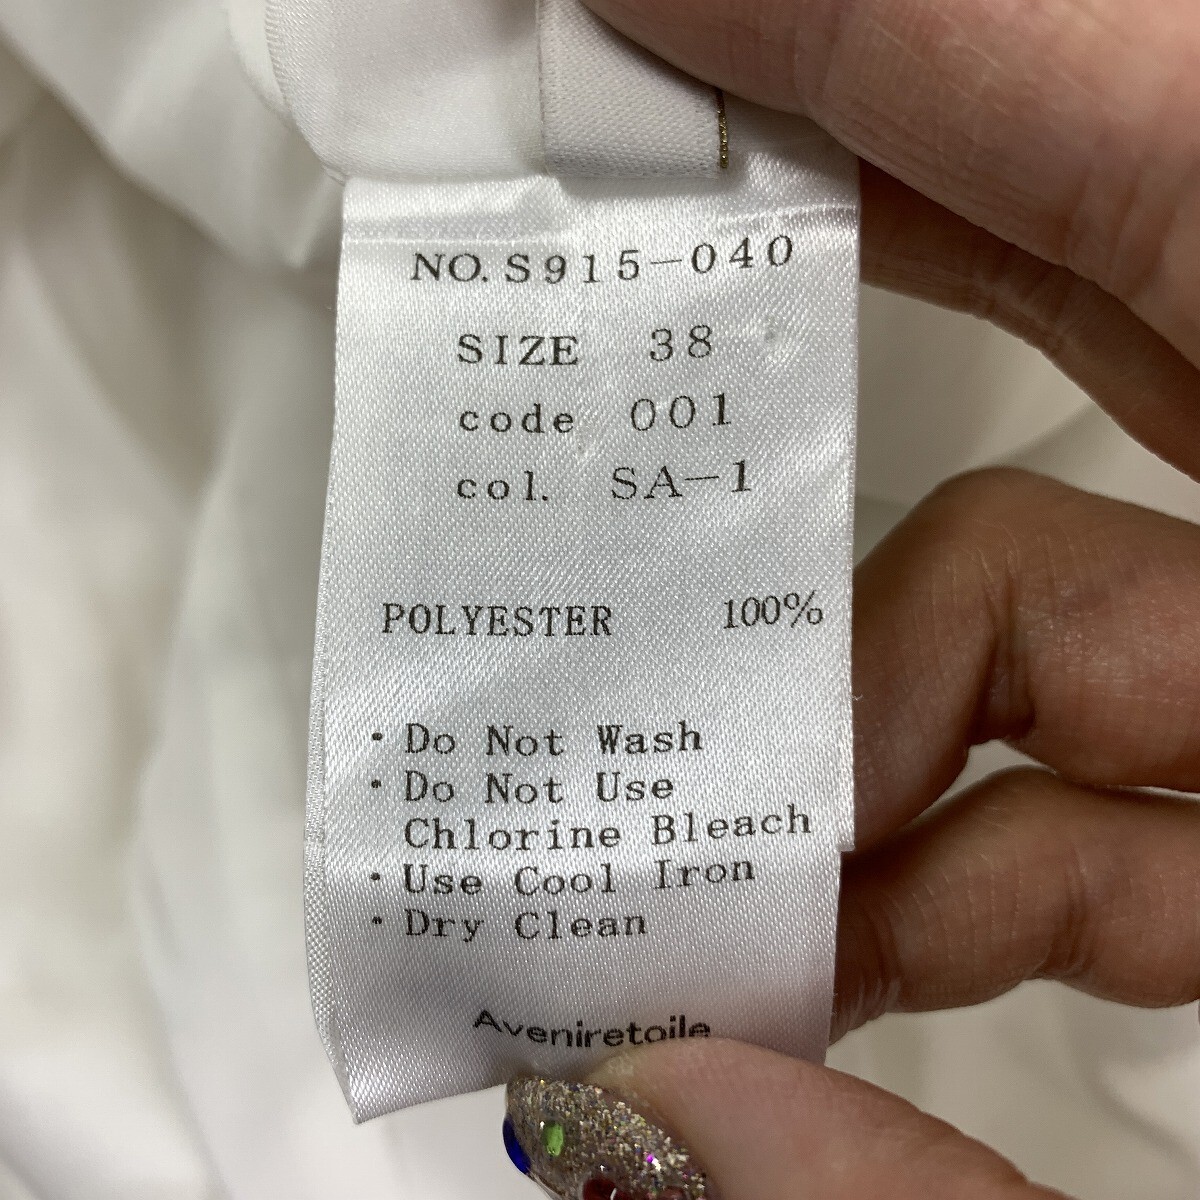 NO. S915-040
SIZE 38
code 001
col. SA-1
POLYESTER 100%
・Do Not Wash
・Do Not Use
Chlorine Bleach
・Use Cool Iron
・Dry Clean
Aveniretoile